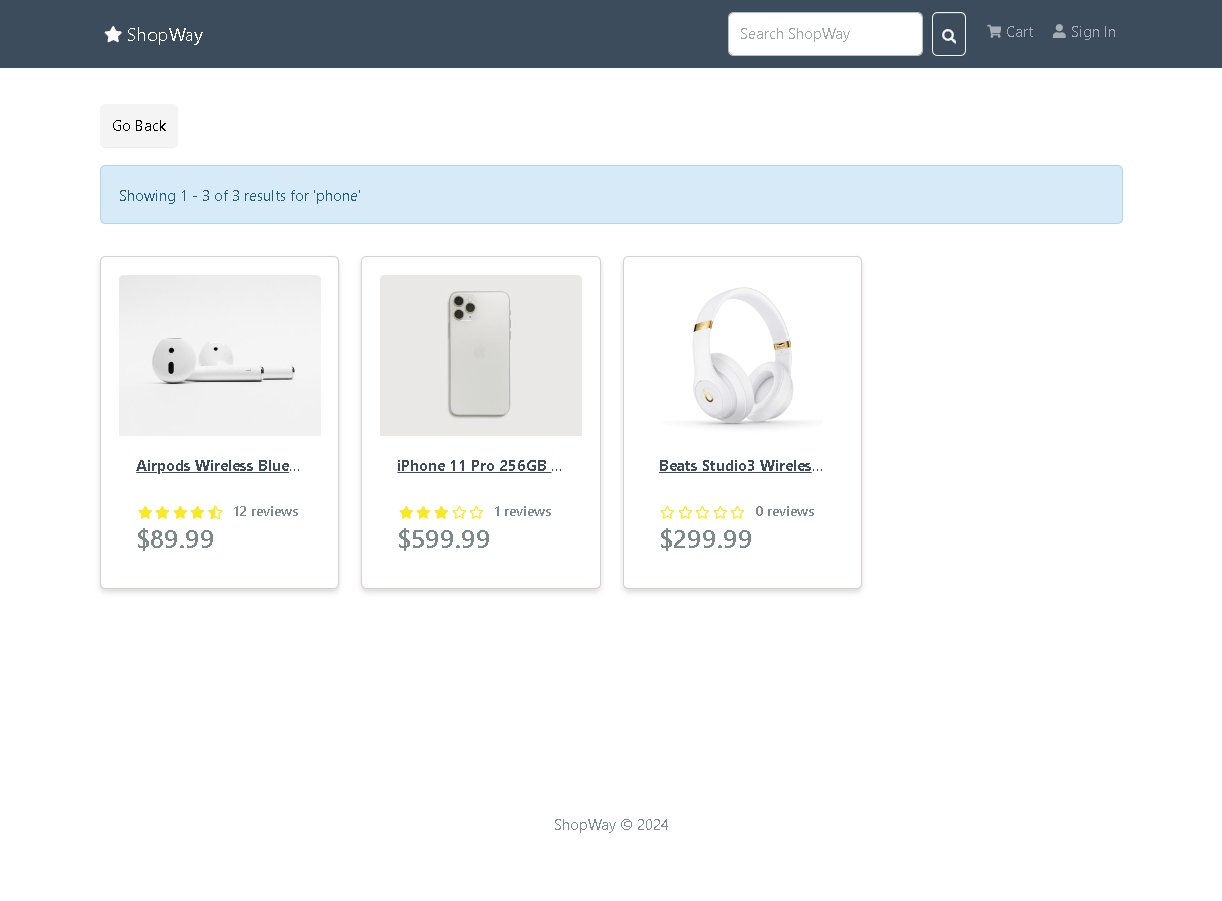 ShopWay
Search ShopWay
Cart
Sign In
Go Back
Showing 1 - 3 of 3 results for 'phone'
Airpods Wireless Blue...
12 reviews
$89.99
iPhone 11 Pro 256GB ...
1 reviews
$599.99
Beats Studio3 Wireles...
0 reviews
$299.99
ShopWay © 2024